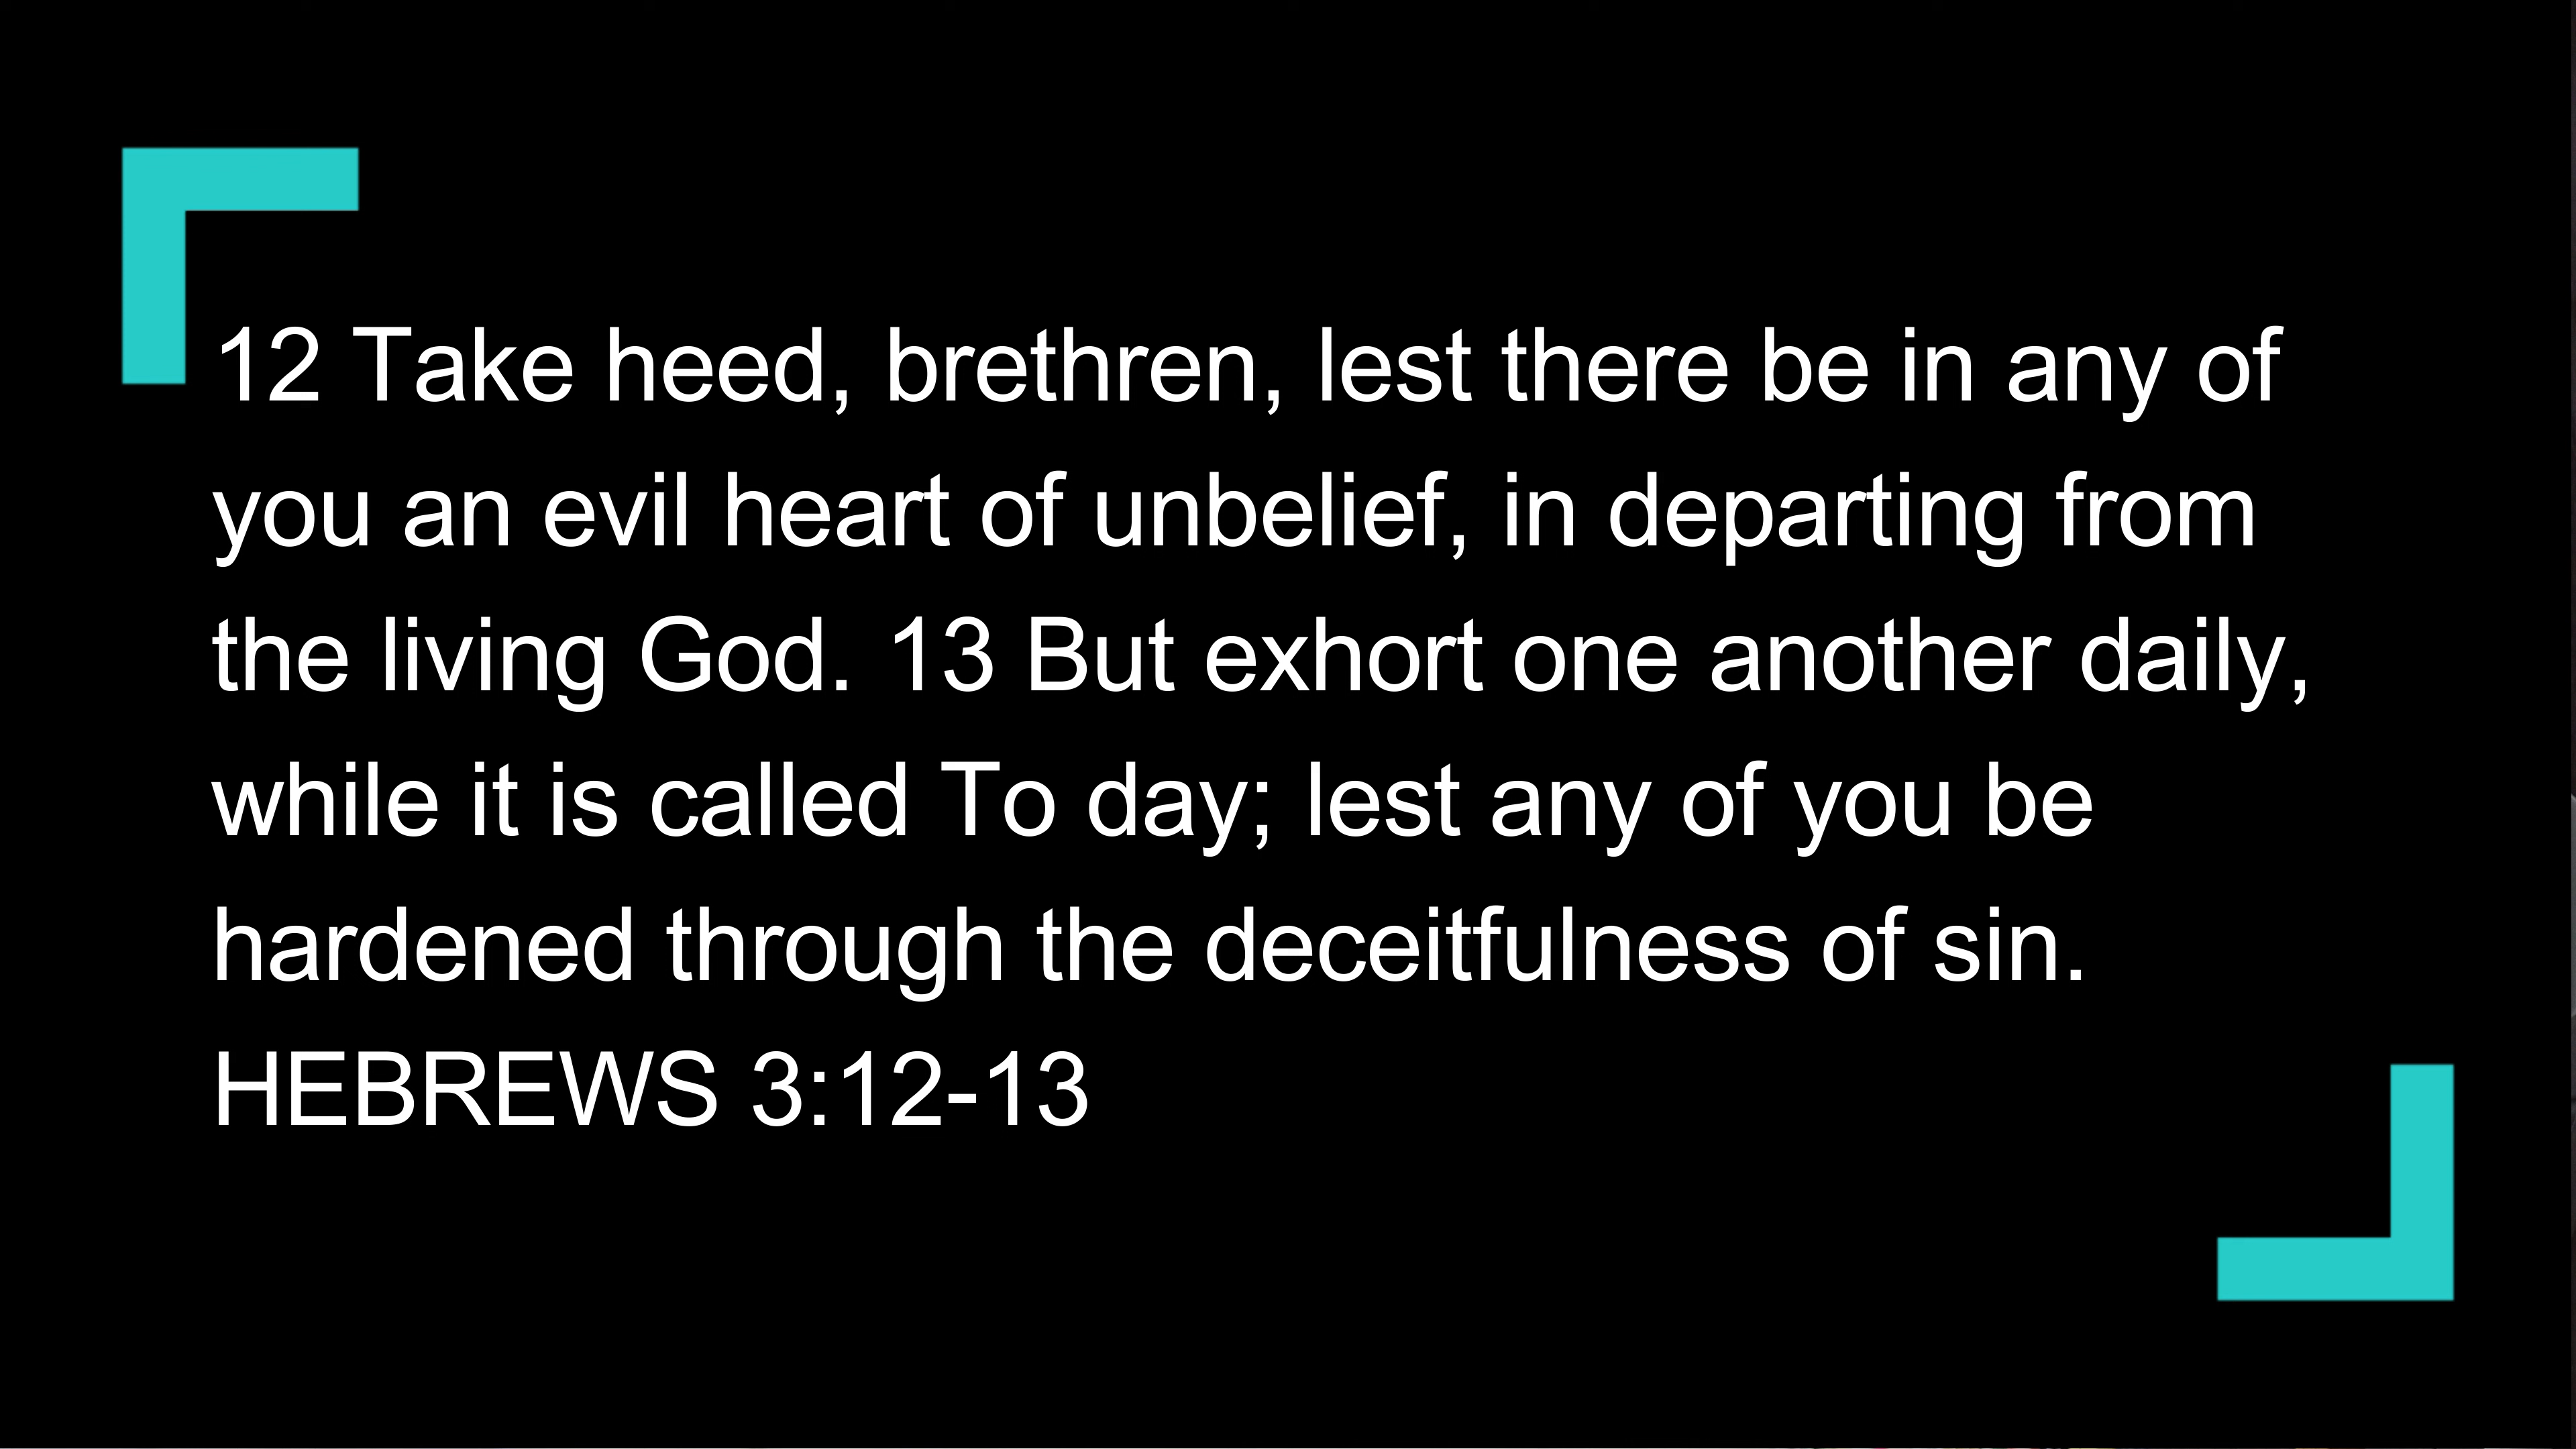 12 Take heed, brethren, lest there be in any of
you an evil heart of unbelief, in departing from
the living God. 13 But exhort one another daily,
while it is called To day; lest any of you be
hardened through the deceitfulness of sin.
HEBREWS 3:12-13